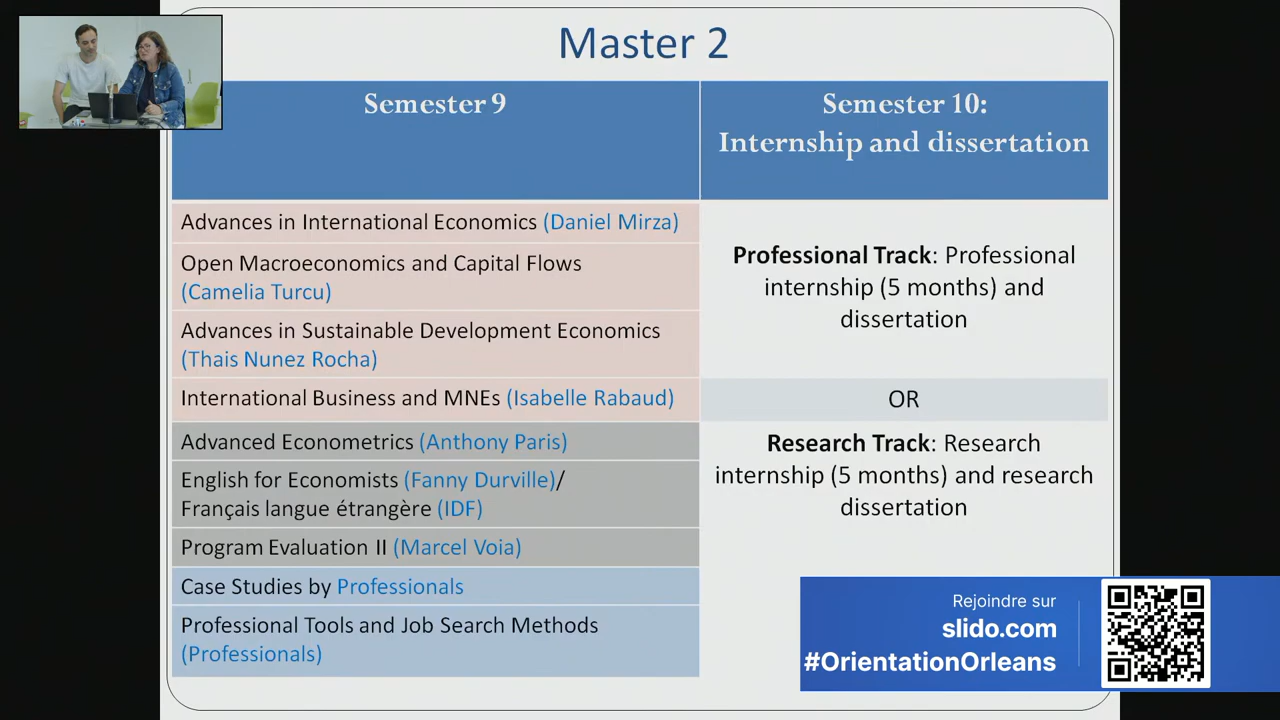 Master 2
Semester 9
Semester 10:
Internship and dissertation
Advances in International Economics (Daniel Mirza)
Open Macroeconomics and Capital Flows
(Camelia Turcu)
Advances in Sustainable Development Economics
(Thais Nunez Rocha)
International Business and MNEs (Isabelle Rabaud)
Advanced Econometrics (Anthony Paris)
English for Economists (Fanny Durville)/
Français langue étrangère (IDF)
Program Evaluation II (Marcel Voia)
Case Studies by Professionals
Professional Tools and Job Search Methods
(Professionals)
Professional Track: Professional
internship (5 months) and
dissertation
OR
Research Track: Research
internship (5 months) and research
dissertation
Rejoindre sur
slido.com
#OrientationOrleans